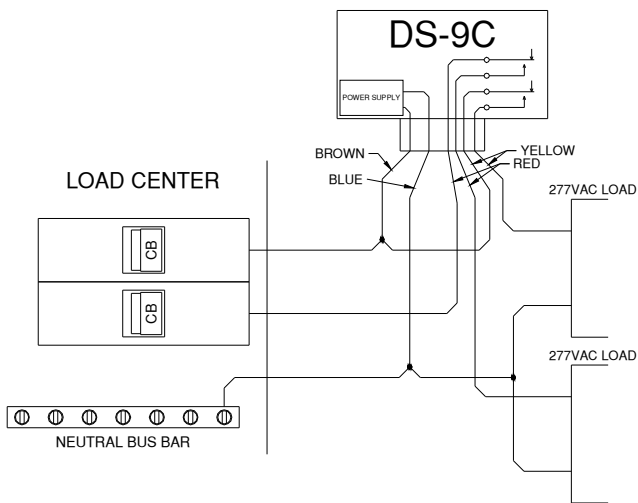 DS-9C
POWER SUPPLY
BROWN
YELLOW
RED
BLUE
LOAD CENTER
277VAC LOAD
CB
CB
277VAC LOAD
NEUTRAL BUS BAR